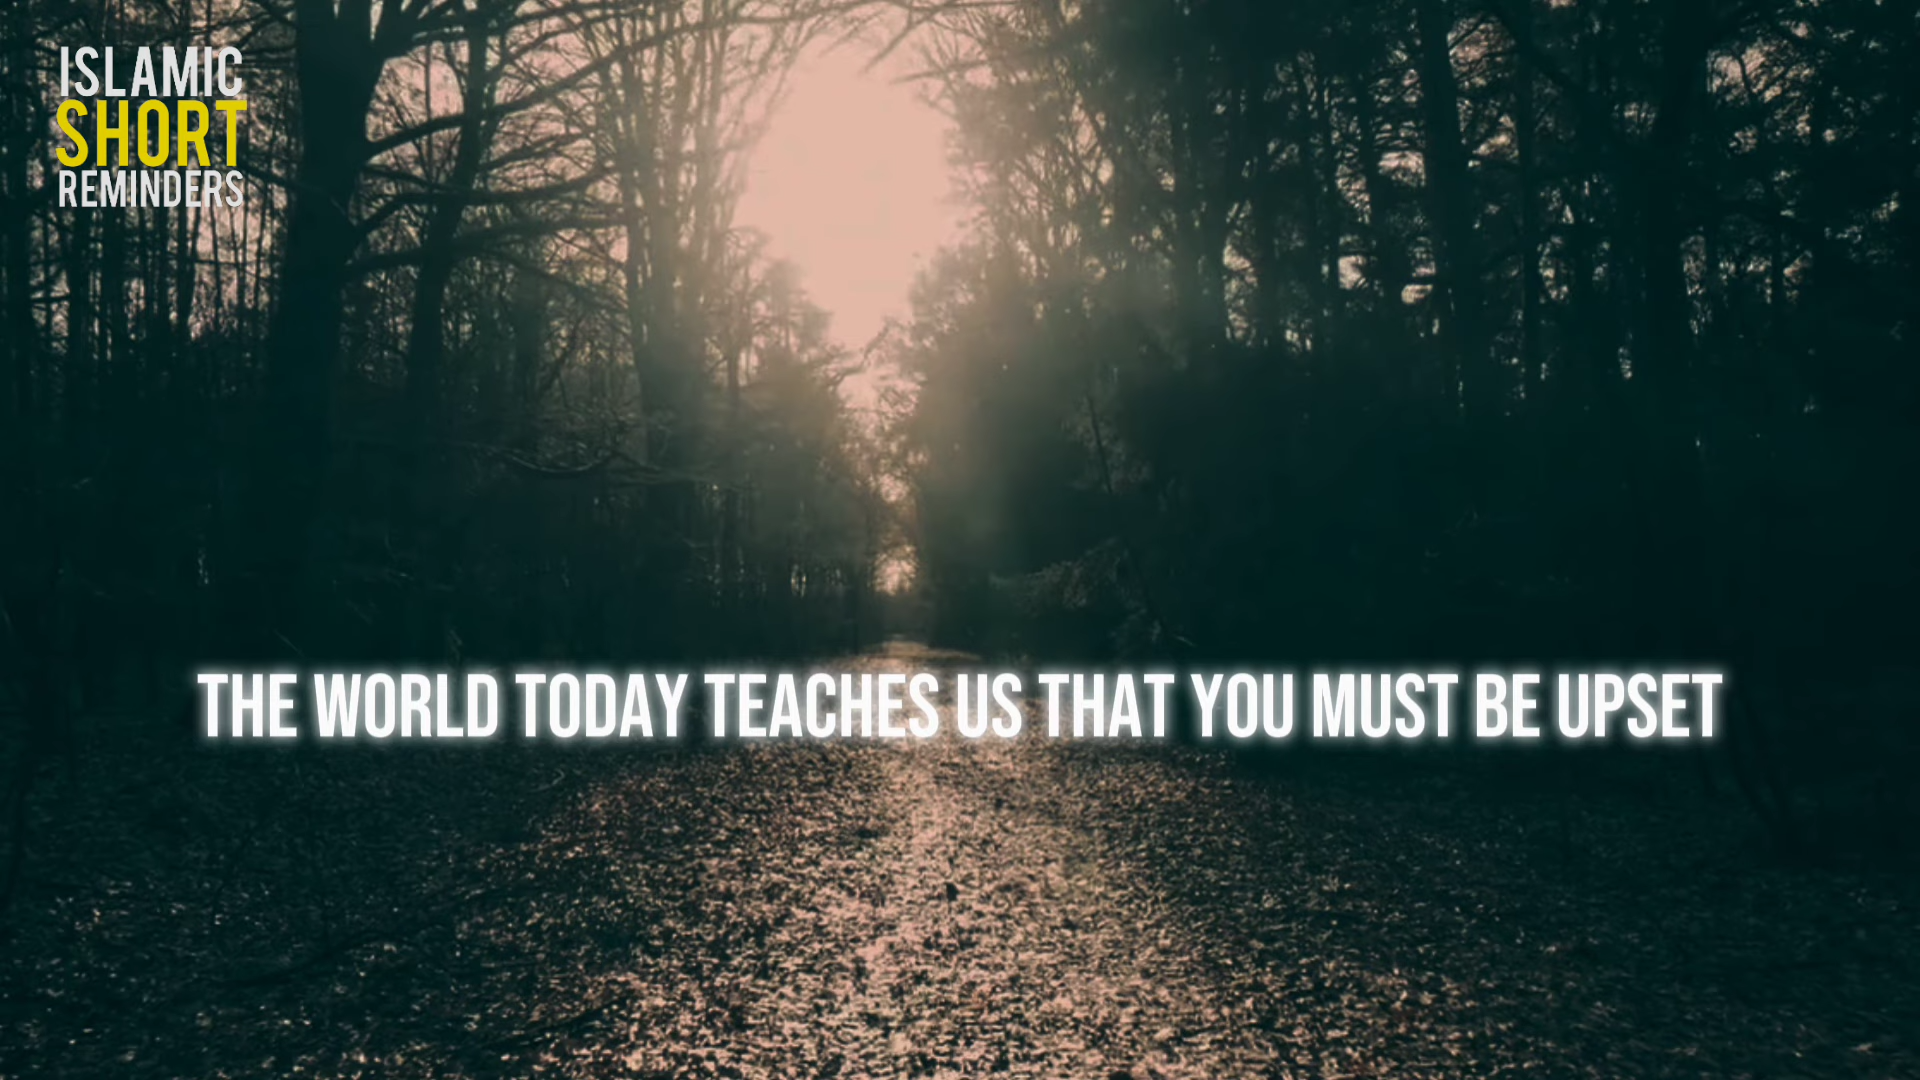 ISLAMIC
SHORT
REMINDERS
THE WORLD TODAY TEACHES US THAT YOU MUST BE UPSET